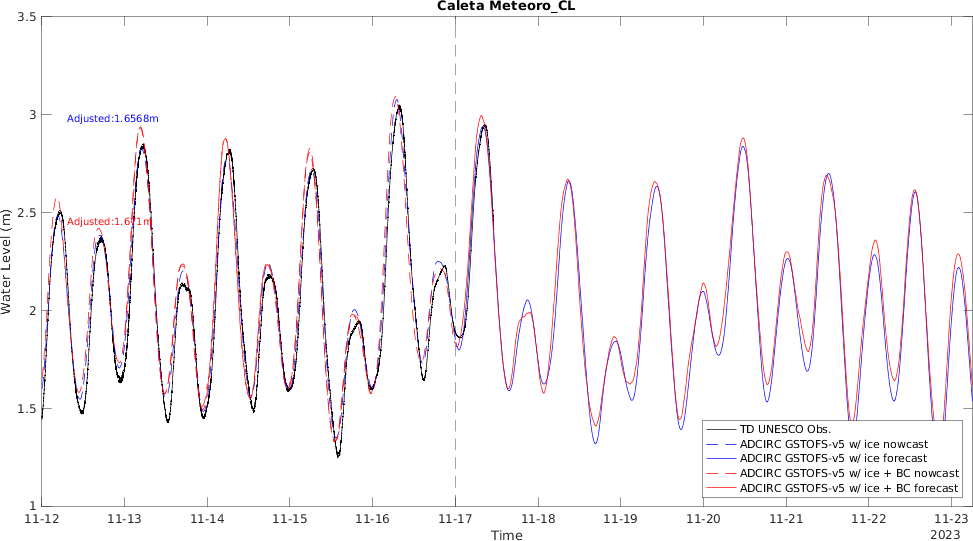 Caleta Meteoro_CL
3.5
3
2.5
2
1.5
1
Water Level (m)
Adjusted:1.6568m
TD UNESCO Obs.
ADCIRC GSTOFS-v5 w/ ice nowcast
ADCIRC GSTOFS-v5 w/ ice forecast
ADCIRC GSTOFS-v5 w/ ice + BC nowcast
ADCIRC GSTOFS-v5 w/ ice + BC forecast
11-12 11-13 11-14 11-15 11-16 11-17 11-18 11-19 11-20 11-21 11-22 11-23
Time
2023